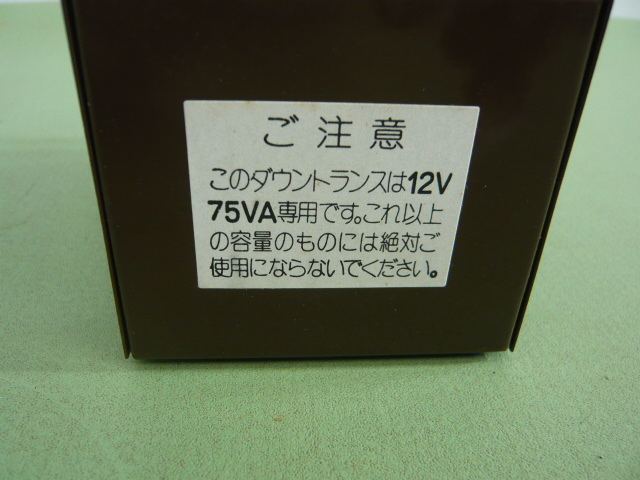 ご注意
このダウントランスは12V
75VA専用です。これ以上
の容量のものには絶対ご
使用にならないでください。